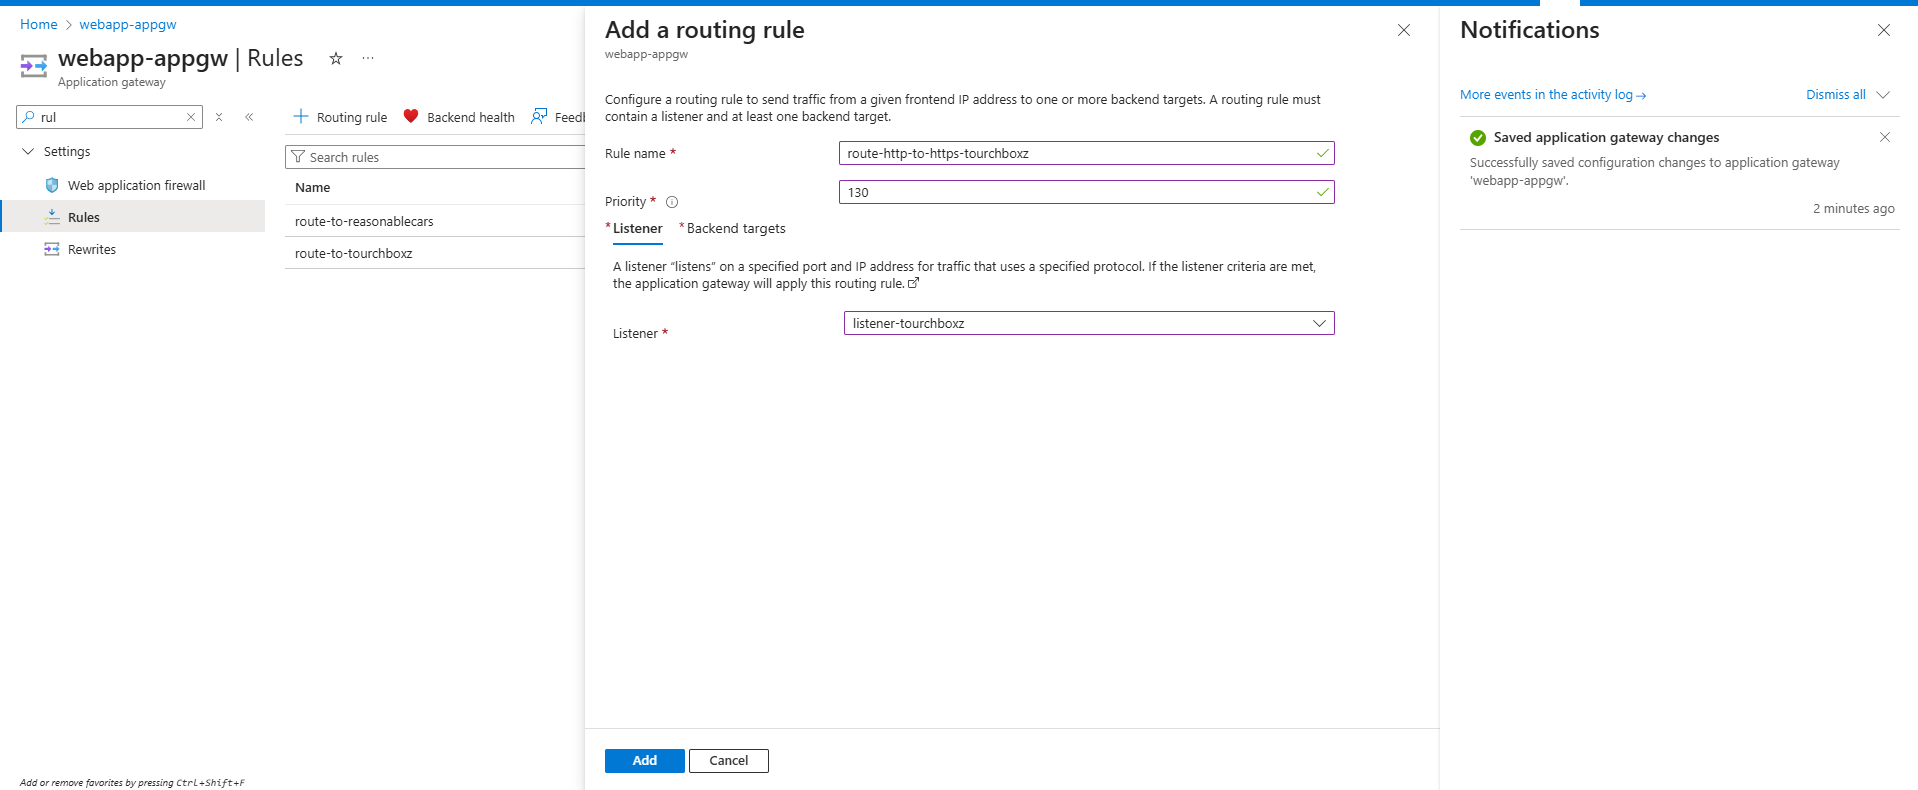 Home > webapp-appgw
webapp-appgw | Rules
Application gateway
rul
Settings
Web application firewall
Rules
Rewrites
Add or remove favorites by pressing Ctrl+Shift+F
Routing rule Backend health Feedb
Search rules
Name
route-to-reasonablecars
route-to-tourchboxz
Add a routing rule
webapp-appgw
Configure a routing rule to send traffic from a given frontend IP address to one or more backend targets. A routing rule must
contain a listener and at least one backend target.
Rule name * route-http-to-https-tourchboxz
Priority * 130
* Listener * Backend targets
A listener “listens” on a specified port and IP address for traffic that uses a specified protocol. If the listener criteria are met,
the application gateway will apply this routing rule.
Listener * listener-tourchboxz
Add Cancel
Notifications
More events in the activity log → Dismiss all
Saved application gateway changes
Successfully saved configuration changes to application gateway
'webapp-appgw'.
2 minutes ago